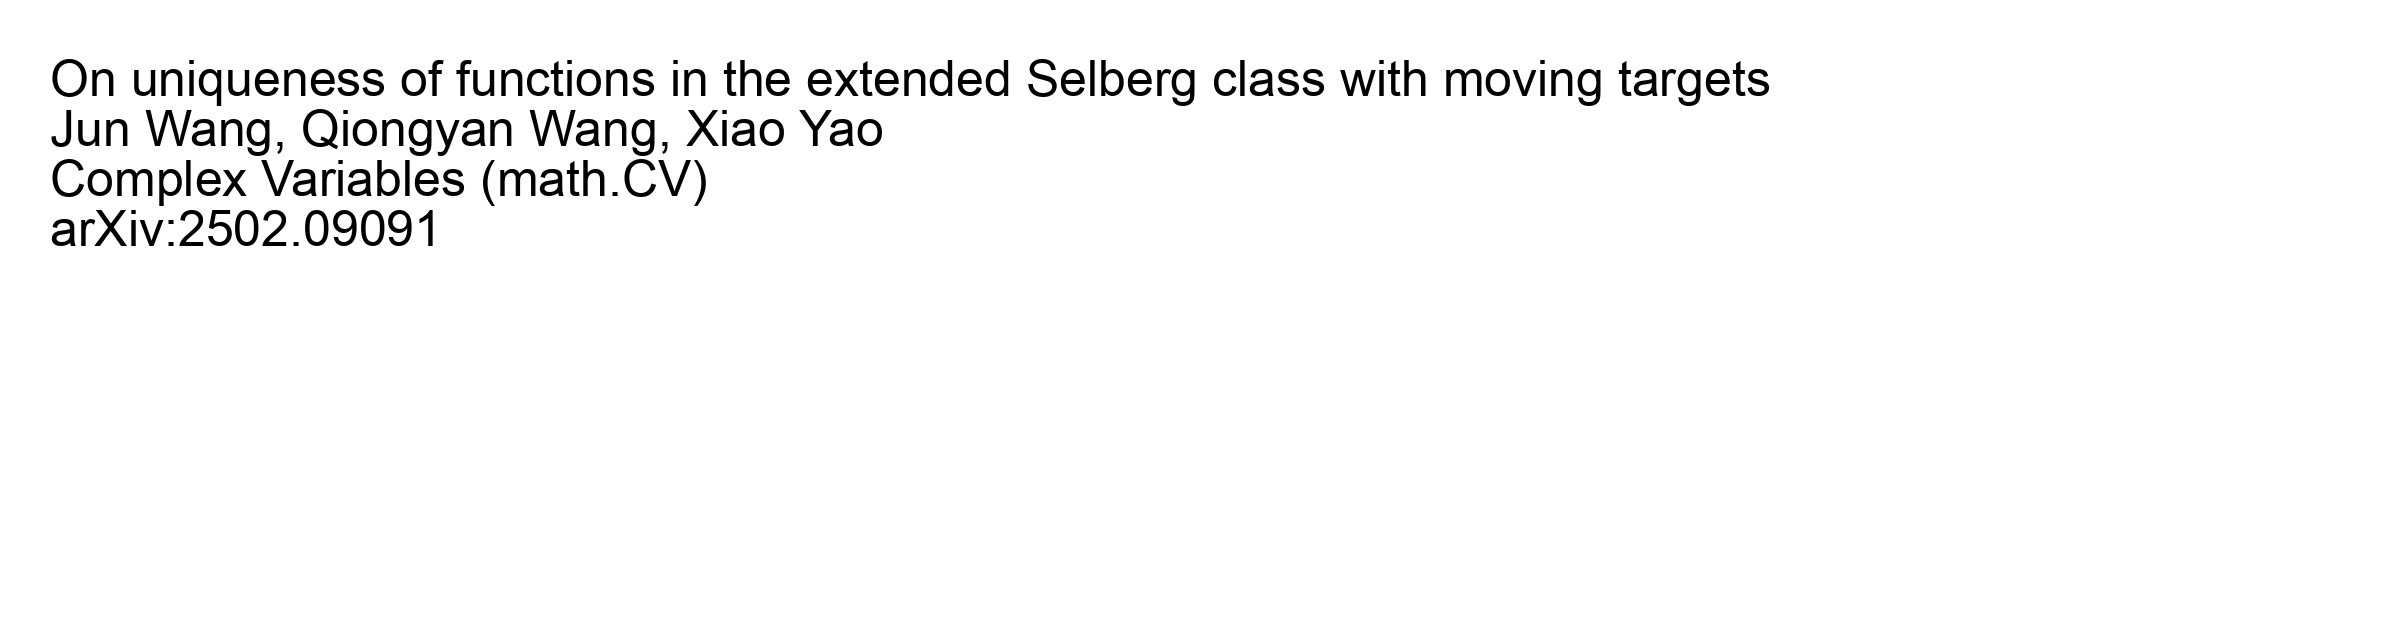 On uniqueness of functions in the extended Selberg class with moving targets
Jun Wang, Qiongyan Wang, Xiao Yao
Complex Variables (math.CV)
arXiv:2502.09091